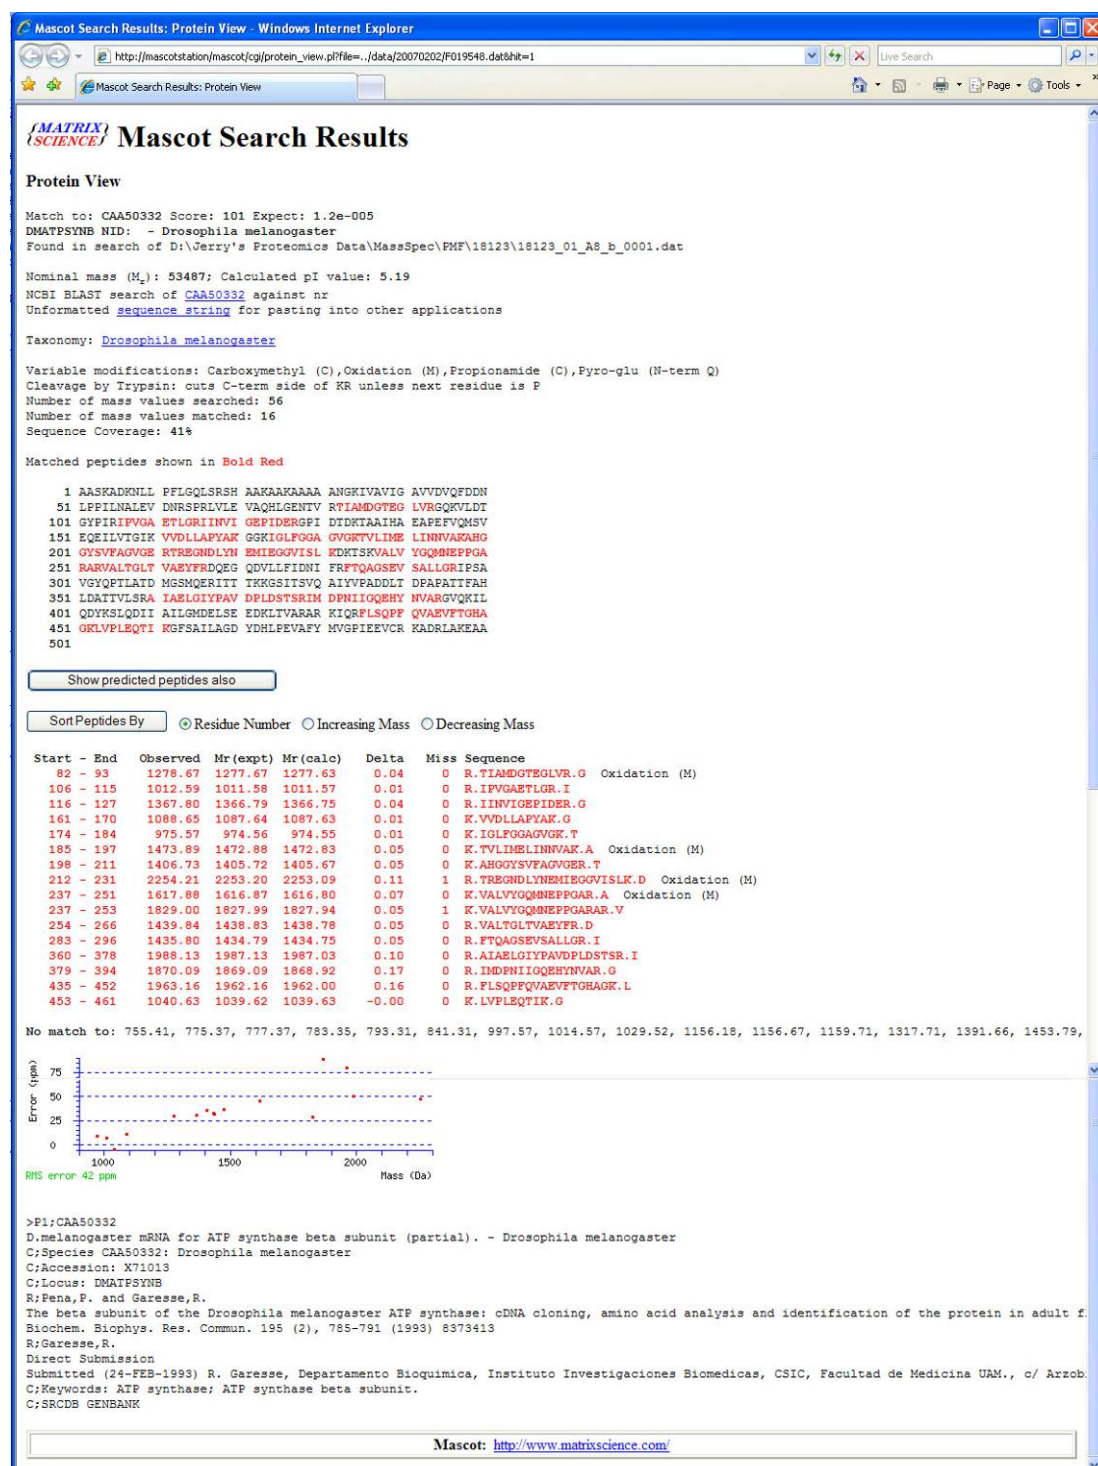 Mascot Search Results: Protein View - Windows Internet Explorer
http://mascotstation/mascot/cgi/protein_view.pl?file=../data/20070202/F019548.dat&hit=1
Live Search
Mascot Search Results: Protein View
Page
Tools
{MATRIX SCIENCE} Mascot Search Results
Protein View
Match to: CAA50332 Score: 101 Expect: 1.2e-005
DMATPSYNB NID: - Drosophila melanogaster
Found in search of D:\Jerry's Proteomics Data\MassSpec\PMF\18123\18123_01_A8_b_0001.dat
Nominal mass (Mr): 53487; Calculated pI value: 5.19
NCBI BLAST search of CAA50332 against nr
Unformatted sequence string for pasting into other applications
Taxonomy: Drosophila melanogaster
Variable modifications: Carboxymethyl (C),Oxidation (M),Propionamide (C),Pyro-glu (N-term Q)
Cleavage by Trypsin: cuts C-term side of KR unless next residue is P
Number of mass values searched: 56
Number of mass values matched: 16
Sequence Coverage: 41%
Matched peptides shown in Bold Red
1 AASKADKNLL PFLGQLSRSH AAKAAKAAAA ANGKIVAVIG AVVDVQFDDN
51 LPPILNALEV DNRSPRLVLE VAQHLGENTV RTIAMDGTEG LVRGQKVLDT
101 GYPIRIPVGA ETLGRIINVI GEPIDERGPI DTDKTAAIHA EAPEFVQMSV
151 EQEILVTGIK VVDLLAPYAK GGKIGLFGGA GVGKTVLIME LINNVAKAHG
201 GYSVFAGVGE RTREGNDLYN EMIEGGVISL KDKTSKVALV YGQMNEPPGA
251 RARVALTGLT VAEYFRDQEG QDVLLFIDNI FRFTQAGSEV SALLGRIPSA
301 VGYQPTLATD MGSMQERITT TKKGSITSVQ AIYVPADDLT DPAPATTFAH
351 LDATTVLSRA IAELGIYPAV DPLDSTSRIM DPNIIGQEHY NVARGVQKIL
401 QDYKSLQDII AILGMDELSE EDKLTVARAR KIQRFLSQPF QVAEVFTGHA
451 GKLVPLEQTI KGFSAILAGD YDHLPEVAFY MVGPIEEVCR KADRLAKEAA
501
Show predicted peptides also
Sort Peptides By Residue Number Increasing Mass Decreasing Mass
Start - End Observed Mr(expt) Mr(calc) Delta Miss Sequence
82 - 93 1278.67 1277.67 1277.63 0.04 0 R.TIAMDGTEGLVR.G Oxidation (M)
106 - 115 1012.59 1011.58 1011.57 0.01 0 R.IPVGAETLGR.I
116 - 127 1367.80 1366.79 1366.75 0.04 0 R.IINVIGEPIDER.G
161 - 170 1088.65 1087.64 1087.63 0.01 0 K.VVDLLAPYAK.G
174 - 184 975.57 974.56 974.55 0.01 0 K.IGLFGGAGVGK.T
185 - 197 1473.89 1472.88 1472.83 0.05 0 K.TVLIMELINNVAK.A Oxidation (M)
198 - 211 1406.73 1405.72 1405.67 0.05 0 K.AHGGYSVFAGVGER.T
212 - 231 2254.21 2253.20 2253.09 0.11 1 R.TREGNDLYNEMIEGGVISLK.D Oxidation (M)
237 - 251 1617.88 1616.87 1616.80 0.07 0 K.VALVYGQMNEPPGAR.A Oxidation (M)
237 - 253 1829.00 1827.99 1827.94 0.05 1 K.VALVYGQMNEPPGARAR.V
254 - 266 1439.84 1438.83 1438.78 0.05 0 R.VALTGLTVAEYFR.D
283 - 296 1435.80 1434.79 1434.75 0.05 0 R.FTQAGSEVSALLGR.I
360 - 378 1988.13 1987.13 1987.03 0.10 0 R.AIAELGIYPAVDPLDSTSR.I
379 - 394 1870.09 1869.09 1868.92 0.17 0 R.IMDPNIIGQEHYNVAR.G
435 - 452 1963.16 1962.16 1962.00 0.16 0 R.FLSQPFQVAEVFTGHAGK.L
453 - 461 1040.63 1039.62 1039.63 -0.00 0 K.LVPLEQTIK.G
No match to: 755.41, 775.37, 777.37, 783.35, 793.31, 841.31, 997.57, 1014.57, 1029.52, 1156.18, 1156.67, 1159.71, 1317.71, 1391.66, 1453.79,
Error (ppm)
75
50
25
0
1000 1500 2000
RMS error 42 ppm Mass (Da)
>P1;CAA50332
D.melanogaster mRNA for ATP synthase beta subunit (partial). - Drosophila melanogaster
C;Species CAA50332: Drosophila melanogaster
C;Accession: X71013
C;Locus: DMATPSYNB
R;Pena,P. and Garesse,R.
The beta subunit of the Drosophila melanogaster ATP synthase: cDNA cloning, amino acid analysis and identification of the protein in adult f
Biochem. Biophys. Res. Commun. 195 (2), 785-791 (1993) 8373413
R;Garesse,R.
Direct Submission
Submitted (24-FEB-1993) R. Garesse, Departamento Bioquimica, Instituto Investigaciones Biomedicas, CSIC, Facultad de Medicina UAM., c/ Arzob
C;Keywords: ATP synthase; ATP synthase beta subunit.
C;SRCDB GENBANK
Mascot: http://www.matrixscience.com/